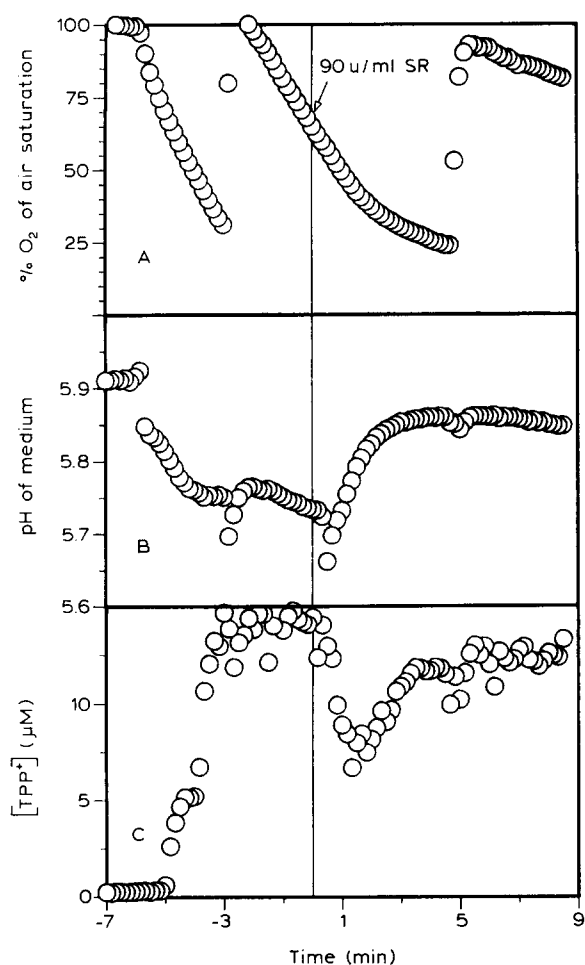 100
75
50
25
% O₂ of air saturation
90 u/ml SR
A
5.9
5.8
5.7
5.6
pH of medium
B
10
5
0
[TPP⁺] (μM)
C
-7
-3
1
5
9
Time (min)